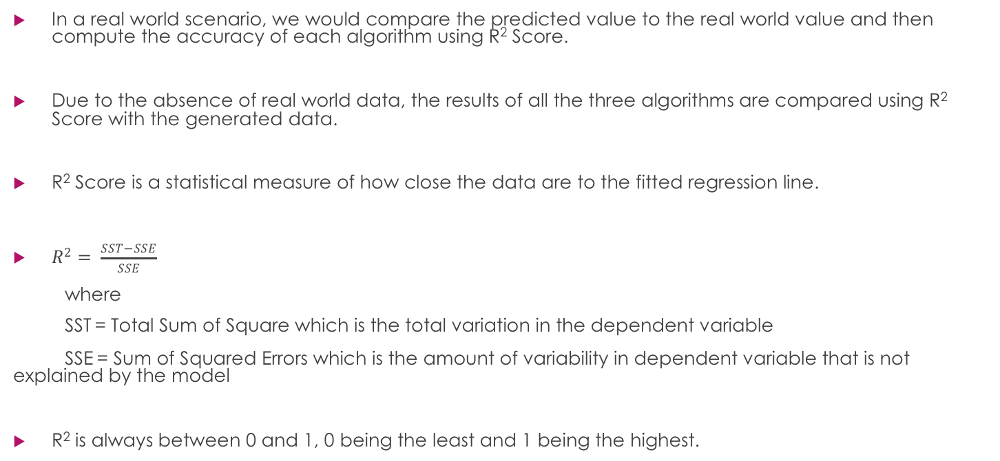 In a real world scenario, we would compare the predicted value to the real world value and then
compute the accuracy of each algorithm using R² Score.
Due to the absence of real world data, the results of all the three algorithms are compared using R²
Score with the generated data.
R² Score is a statistical measure of how close the data are to the fitted regression line.
R² = \frac{SST−SSE}{SSE}
where
SST = Total Sum of Square which is the total variation in the dependent variable
SSE = Sum of Squared Errors which is the amount of variability in dependent variable that is not
explained by the model
R² is always between 0 and 1, 0 being the least and 1 being the highest.